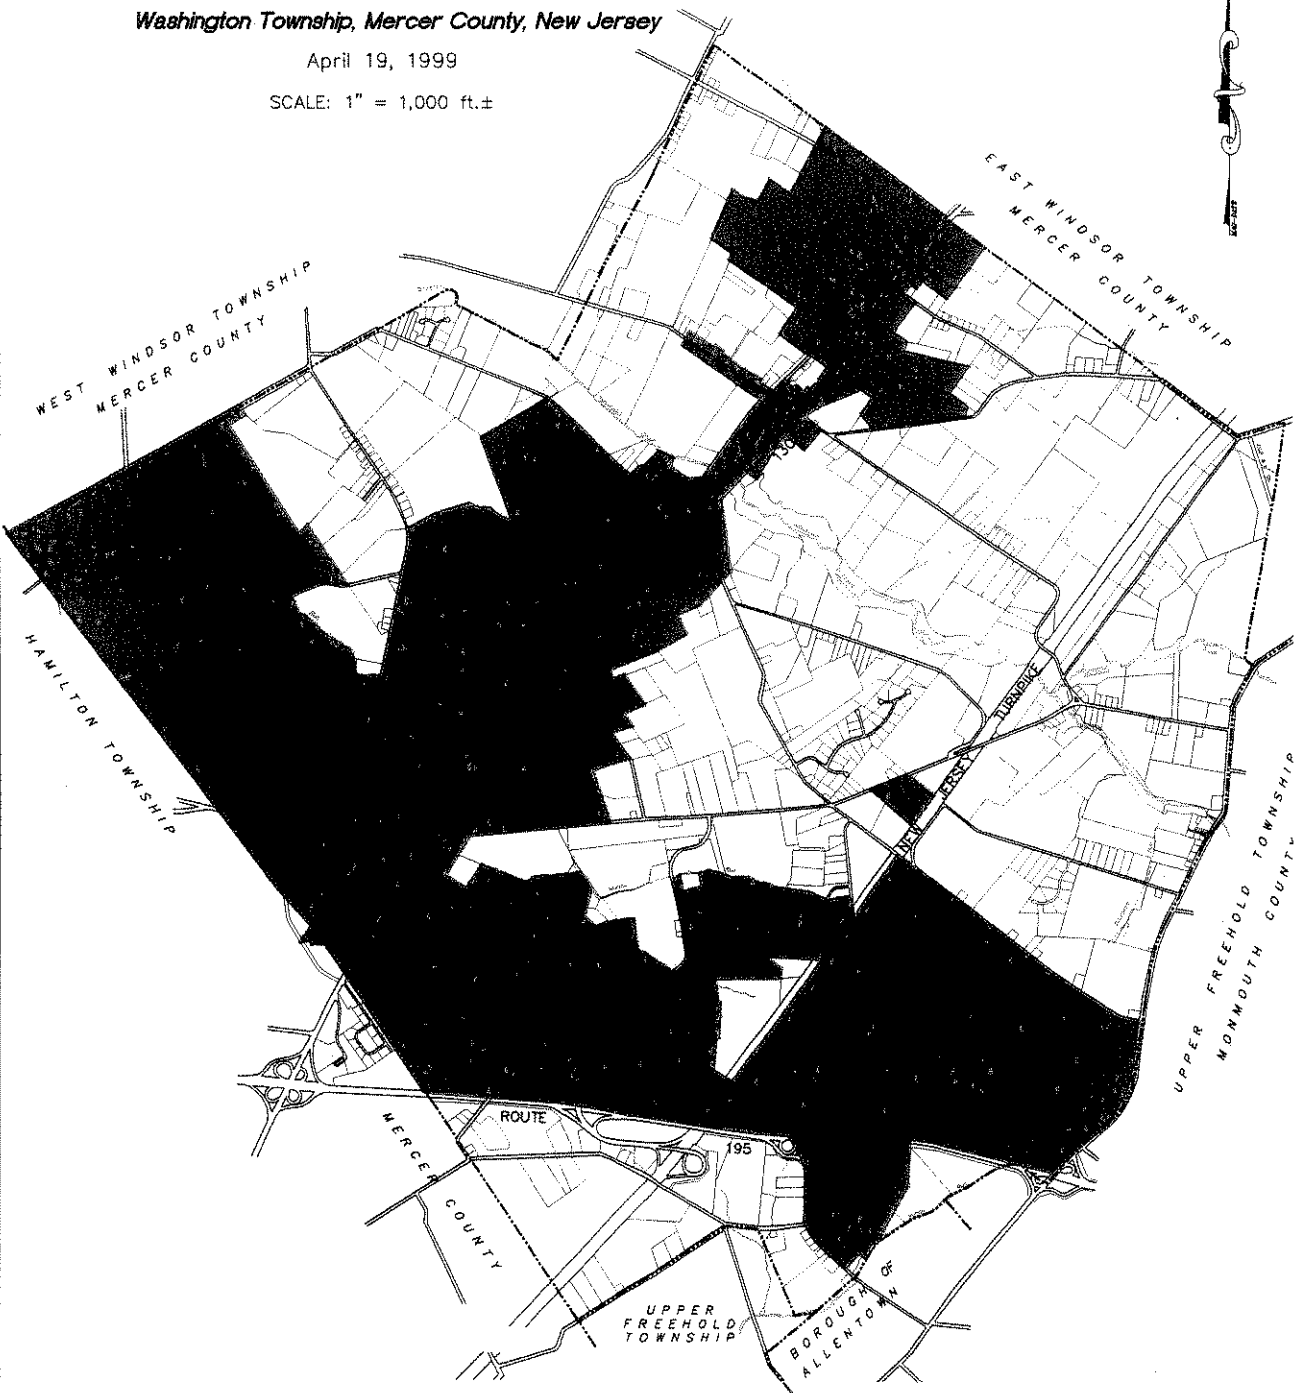 Washington Township, Mercer County, New Jersey
April 19, 1999
SCALE: 1" = 1,000 ft.±
EAST WINDSOR TOWNSHIP
MERCER COUNTY
WEST WINDSOR TOWNSHIP
MERCER COUNTY
130
HAMILTON TOWNSHIP
NEW JERSEY TURNPIKE
UPPER FREEHOLD TOWNSHIP
MONMOUTH COUNTY
ROUTE
195
MERCER COUNTY
UPPER
FREEHOLD
TOWNSHIP
BOROUGH OF
ALLENTOWN